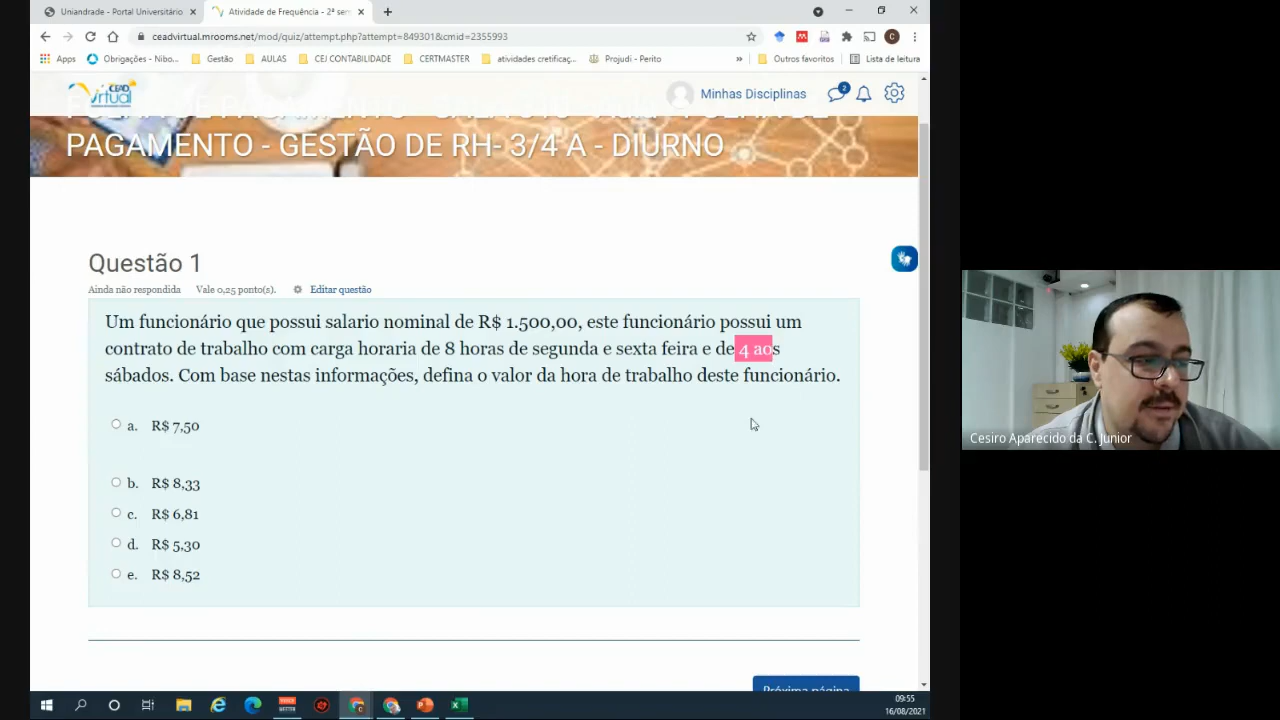 Uniandrade - Portal Universitário
Atividade de Frequência - 2ª sem
ceadvirtual.mrooms.net/mod/quiz/attempt.php?attempt=849301&cmid=2355993
Apps
Obrigações - Nibo...
Gestão
AULAS
CEI CONTABILIDADE
CERTMASTER
atividades cretificaç...
Projudi - Perito
»
Outros favoritos
Lista de leitura
CEAD
Virtual
Minhas Disciplinas
2
PAGAMENTO - GESTÃO DE RH- 3/4 A - DIURNO
Questão 1
Ainda não respondida Vale 0,25 ponto(s). Editar questão
Um funcionário que possui salario nominal de R$ 1.500,00, este funcionário possui um
contrato de trabalho com carga horaria de 8 horas de segunda e sexta feira e de 4 aos
sábados. Com base nestas informações, defina o valor da hora de trabalho deste funcionário.
a. R$ 7,50
b. R$ 8,33
c. R$ 6,81
d. R$ 5,30
e. R$ 8,52
Próxima página
Cesiro Aparecido da C. Junior
09:55
16/08/2021